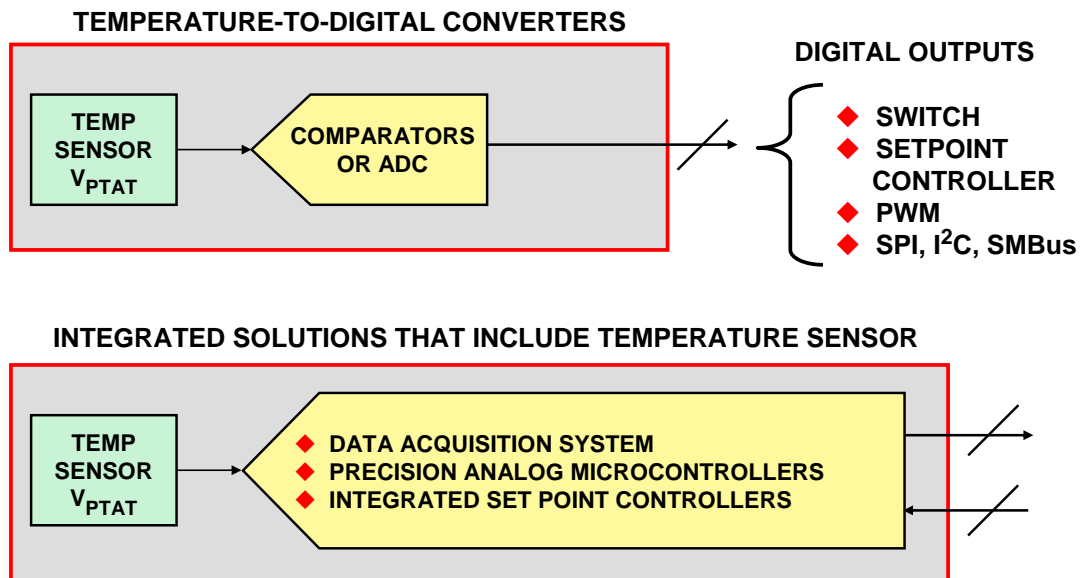 TEMPERATURE-TO-DIGITAL CONVERTERS
TEMP
SENSOR
VPTAT
COMPARATORS
OR ADC
DIGITAL OUTPUTS
SWITCH
SETPOINT
CONTROLLER
PWM
SPI, I²C, SMBus
INTEGRATED SOLUTIONS THAT INCLUDE TEMPERATURE SENSOR
TEMP
SENSOR
VPTAT
DATA ACQUISITION SYSTEM
PRECISION ANALOG MICROCONTROLLERS
INTEGRATED SET POINT CONTROLLERS